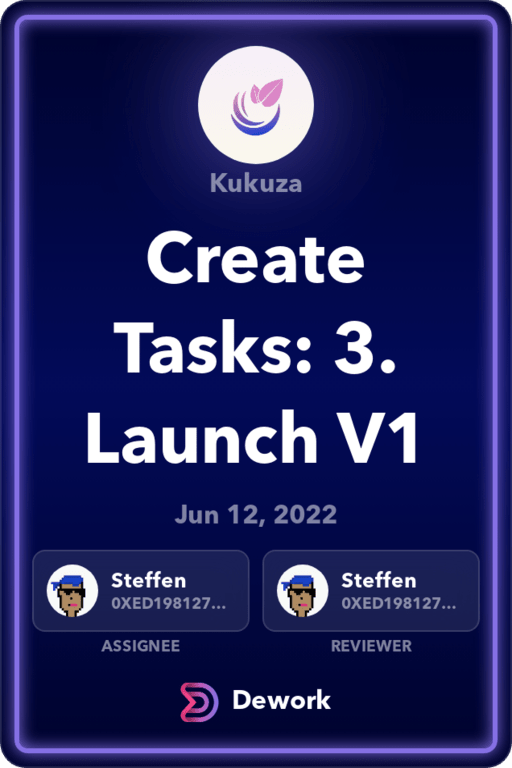 Kukuza
Create
Tasks: 3.
Launch V1
Jun 12, 2022
Steffen
0XED198127...
ASSIGNEE
Steffen
0XED198127...
REVIEWER
Dework